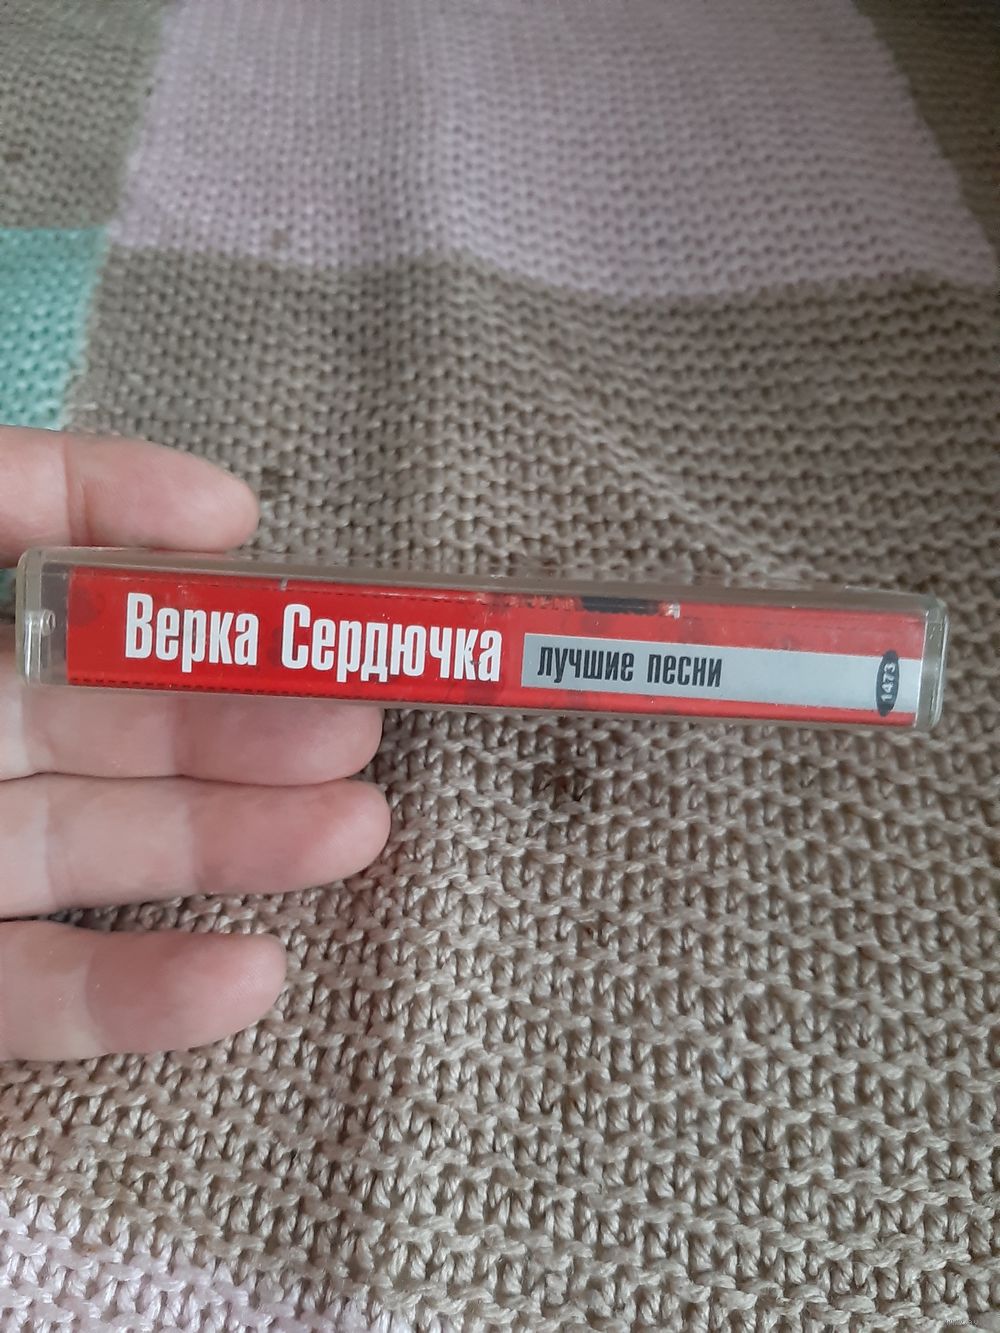 Верка Сердючка
лучшие песни
1473